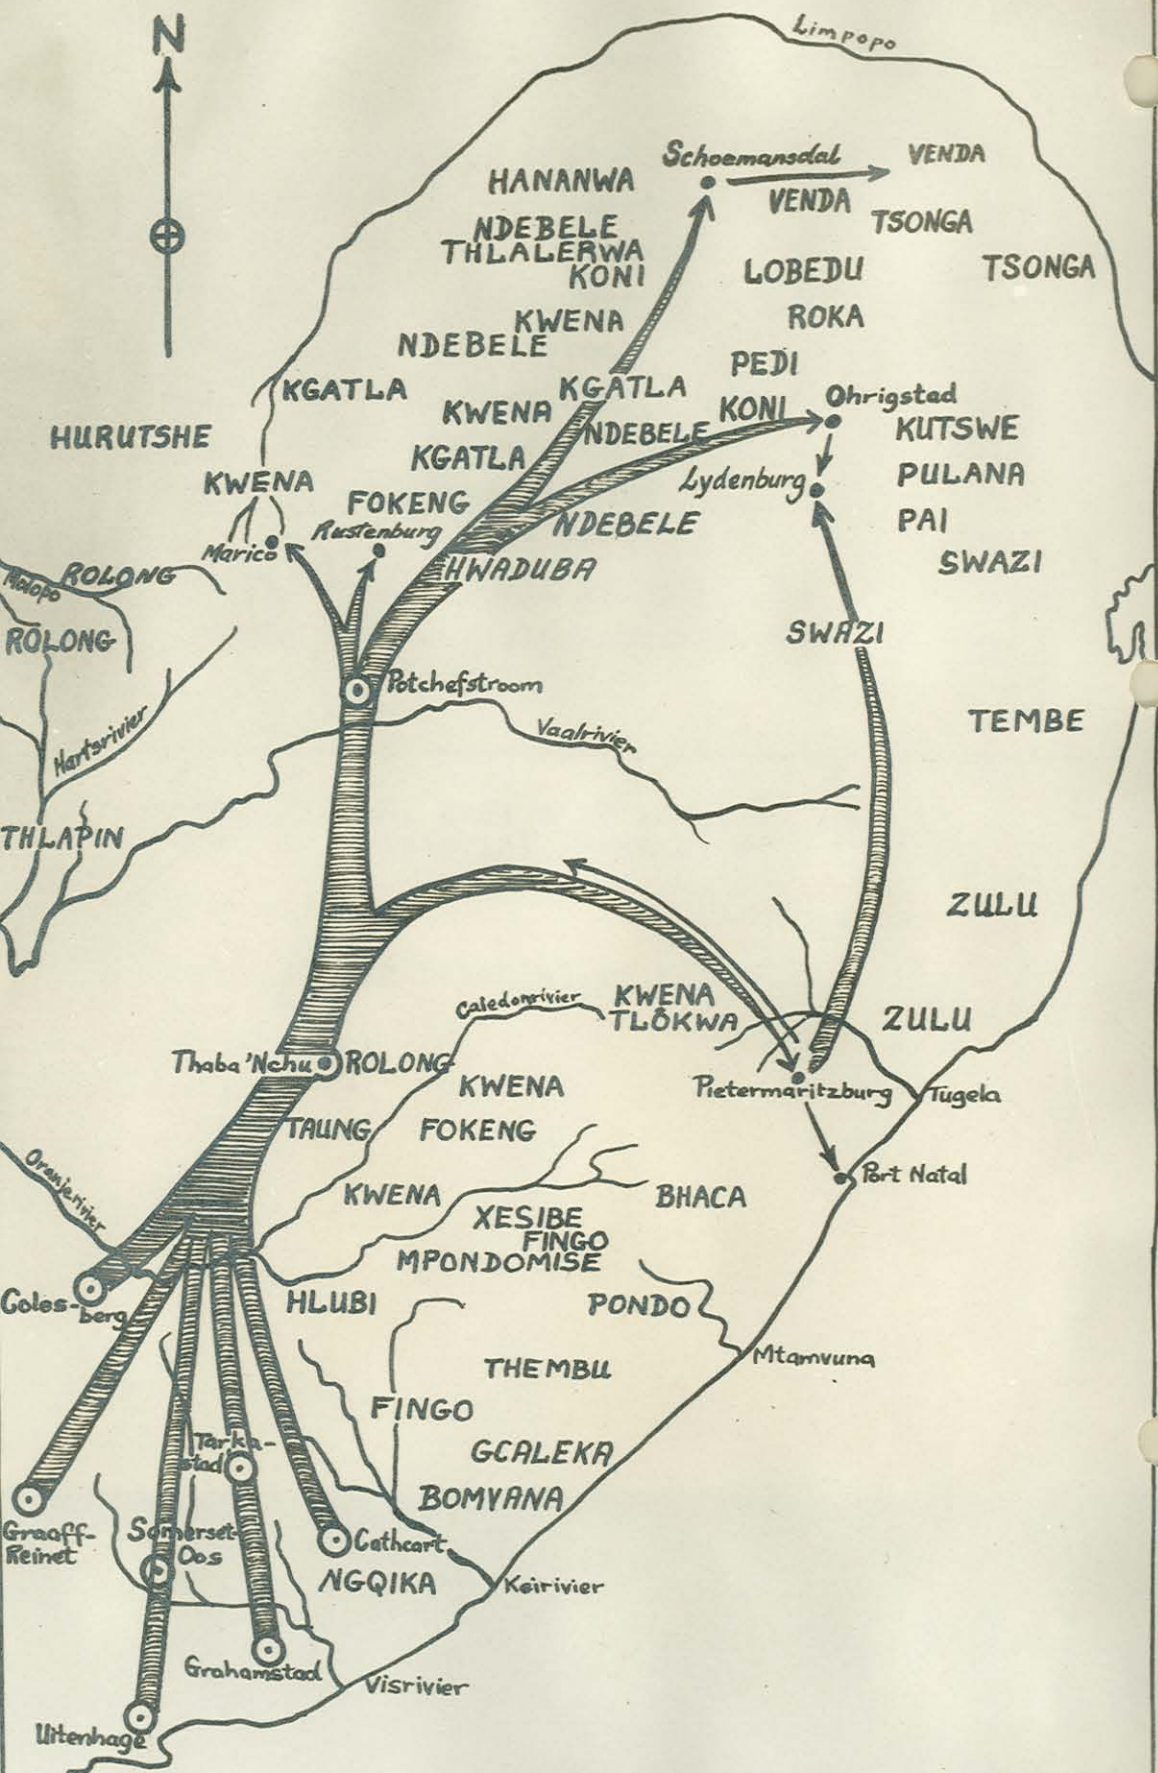 N
Limpopo
Schoemansdal
VENDA
HANANWA
VENDA
NDEBELE
TSONGA
THLALERWA
KONI
LOBEDU
TSONGA
KWENA
ROKA
NDEBELE
PEDI
KGATLA
KGATLA
Ohrigstad
KWENA
KONI
HURUTSHE
NDEBELE
KUTSWE
KGATLA
KWENA
Lydenburg
PULANA
FOKENG
Rustenburg
NDEBELE
PAI
Marico
HWADUBA
SWAZI
Molopo
ROLONG
ROLONG
SWAZI
Potchefstroom
Hartsrivier
Vaalrivier
TEMBE
THLAPIN
ZULU
Caledonrivier
KWENA
TLÔKWA
ZULU
Thaba 'Nchu
ROLONG
KWENA
Pietermaritzburg
Tugela
TAUNG
FOKENG
Oranjerivier
Port Natal
KWENA
BHACA
XESIBE
FINGO
MPONDOMISE
Coles-
berg
HLUBI
PONDO
Mtamvuna
THEMBU
FINGO
Tarka-
stad
GCALEKA
BOMVANA
Graaff-
Reinet
Somerset-
Oos
Cathcart
NGQIKA
Keirivier
Grahamstad
Visrivier
Uitenhage